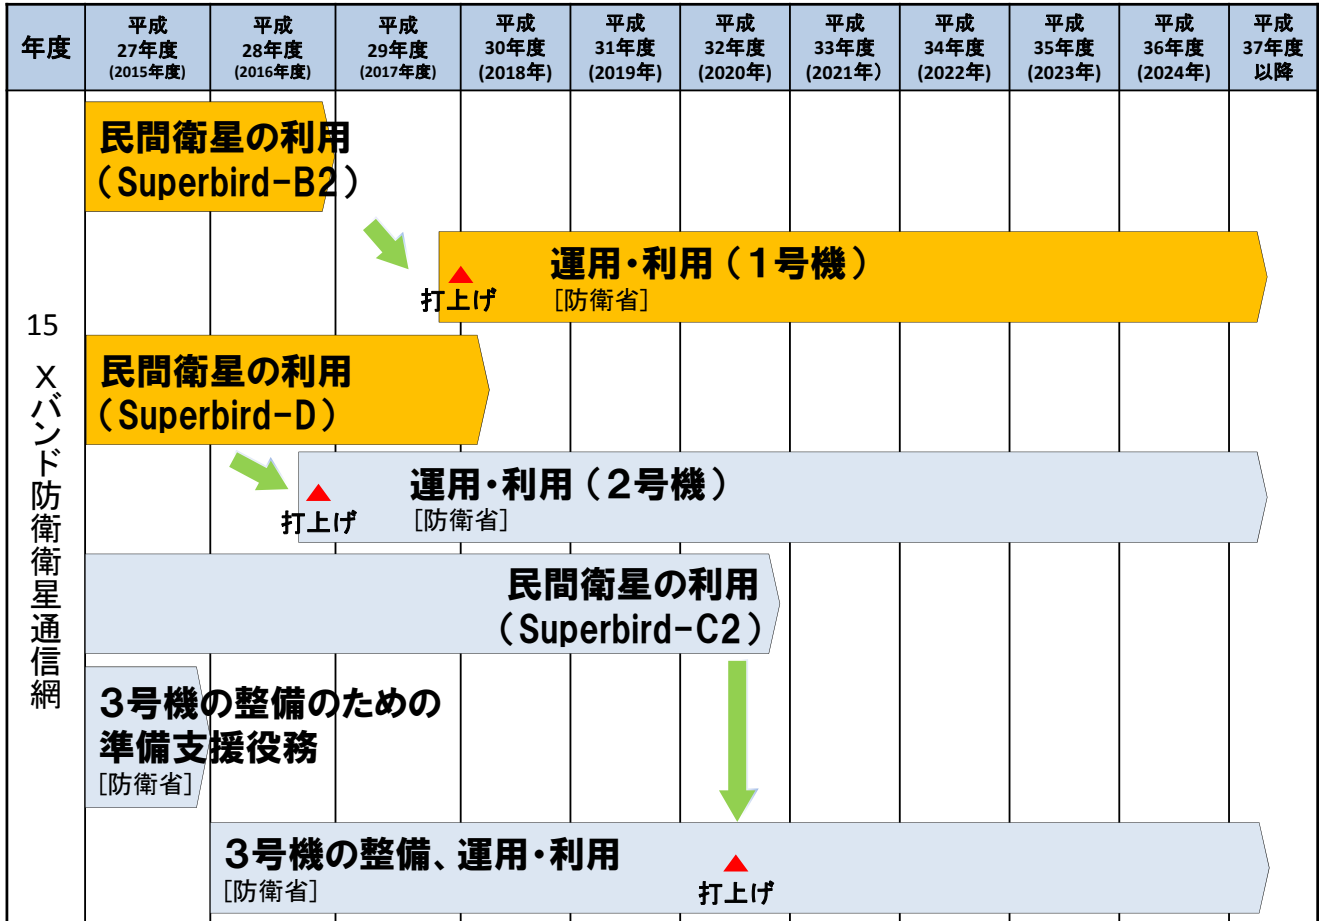 年度
平成
27年度
(2015年度)
平成
28年度
(2016年度)
平成
29年度
(2017年度)
平成
30年度
(2018年)
平成
31年度
(2019年)
平成
32年度
(2020年)
平成
33年度
(2021年)
平成
34年度
(2022年)
平成
35年度
(2023年)
平成
36年度
(2024年)
平成
37年度
以降
15
Xバンド防衛衛星通信網
民間衛星の利用
(Superbird-B2)
運用・利用(1号機)
[防衛省]
打上げ
民間衛星の利用
(Superbird-D)
運用・利用(2号機)
[防衛省]
打上げ
民間衛星の利用
(Superbird-C2)
3号機の整備のための
準備支援役務
[防衛省]
3号機の整備、運用・利用
[防衛省]
打上げ